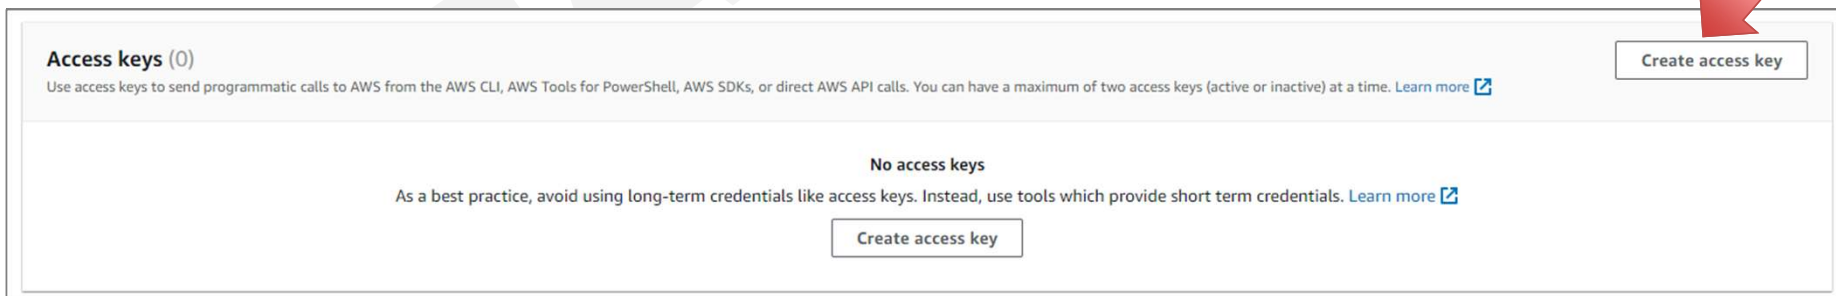 Access keys (0)
Create access key
Use access keys to send programmatic calls to AWS from the AWS CLI, AWS Tools for PowerShell, AWS SDKs, or direct AWS API calls. You can have a maximum of two access keys (active or inactive) at a time. Learn more
No access keys
As a best practice, avoid using long-term credentials like access keys. Instead, use tools which provide short term credentials. Learn more
Create access key